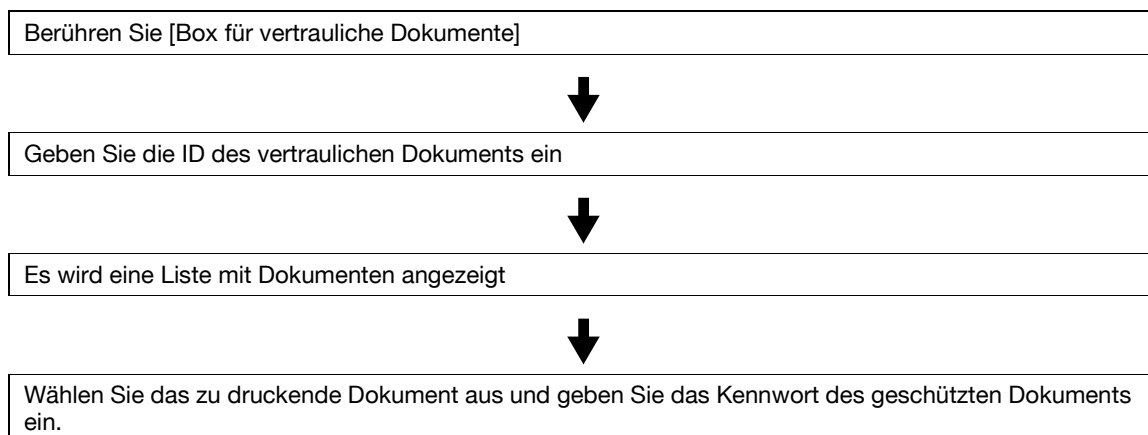 Berühren Sie [Box für vertrauliche Dokumente]
Geben Sie die ID des vertraulichen Dokuments ein
Es wird eine Liste mit Dokumenten angezeigt
Wählen Sie das zu druckende Dokument aus und geben Sie das Kennwort des geschützten Dokuments
ein.